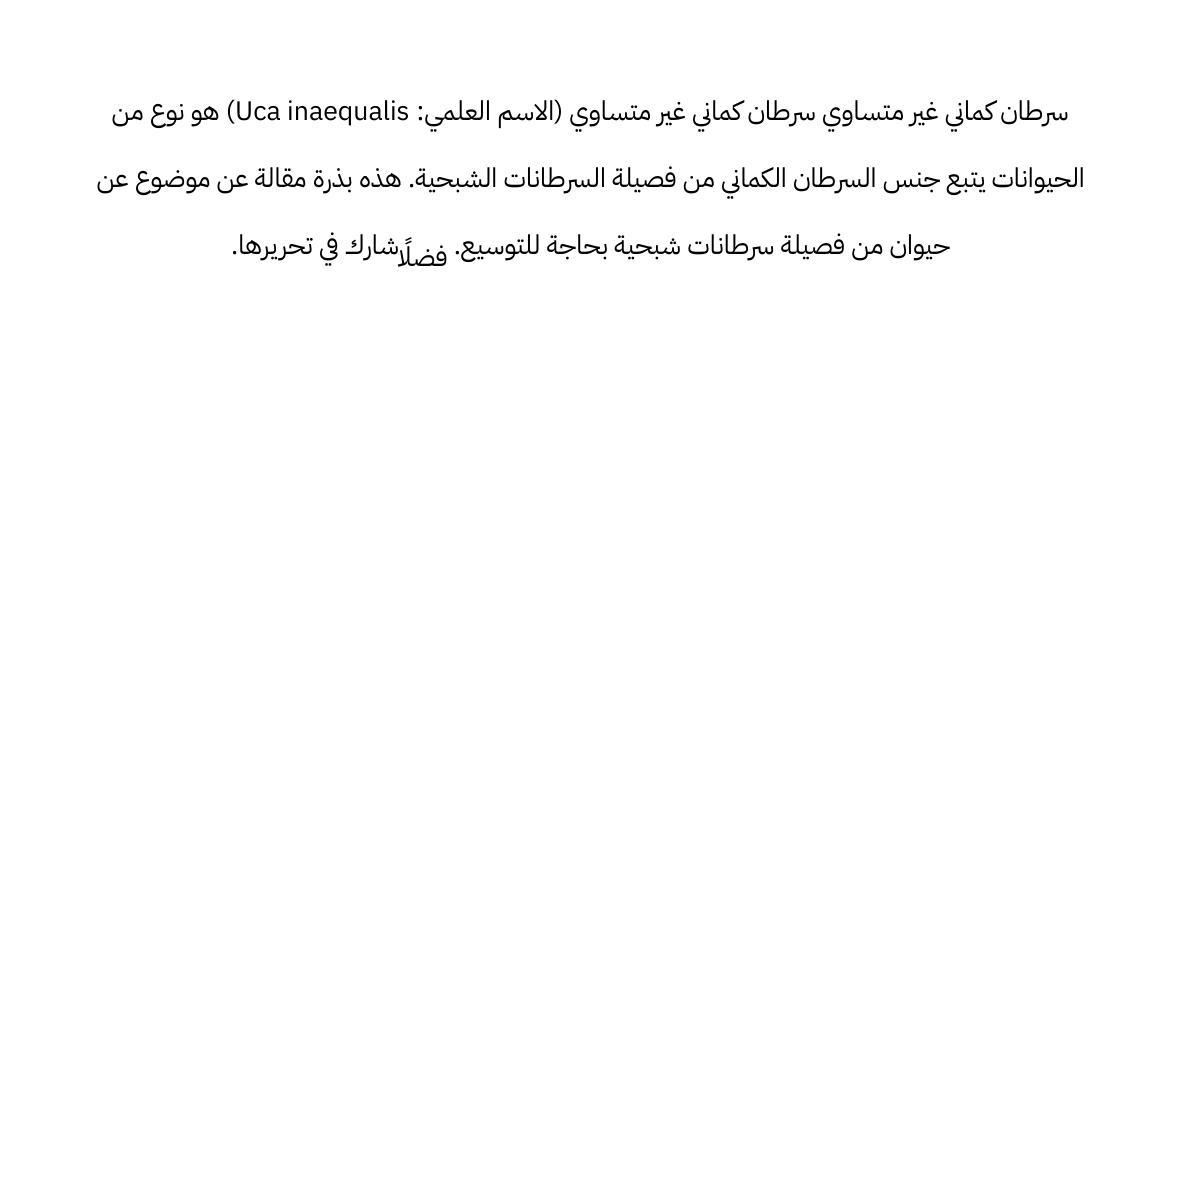 سرطان كماني غير متساوي سرطان كماني غير متساوي (الاسم العلمي: Uca inaequalis) هو نوع من
الحيوانات يتبع جنس السرطان الكماني من فصيلة السرطانات الشبحية. هذه بذرة مقالة عن موضوع عن
حيوان من فصيلة سرطانات شبحية بحاجة للتوسيع. فضلًا شارك في تحريرها.